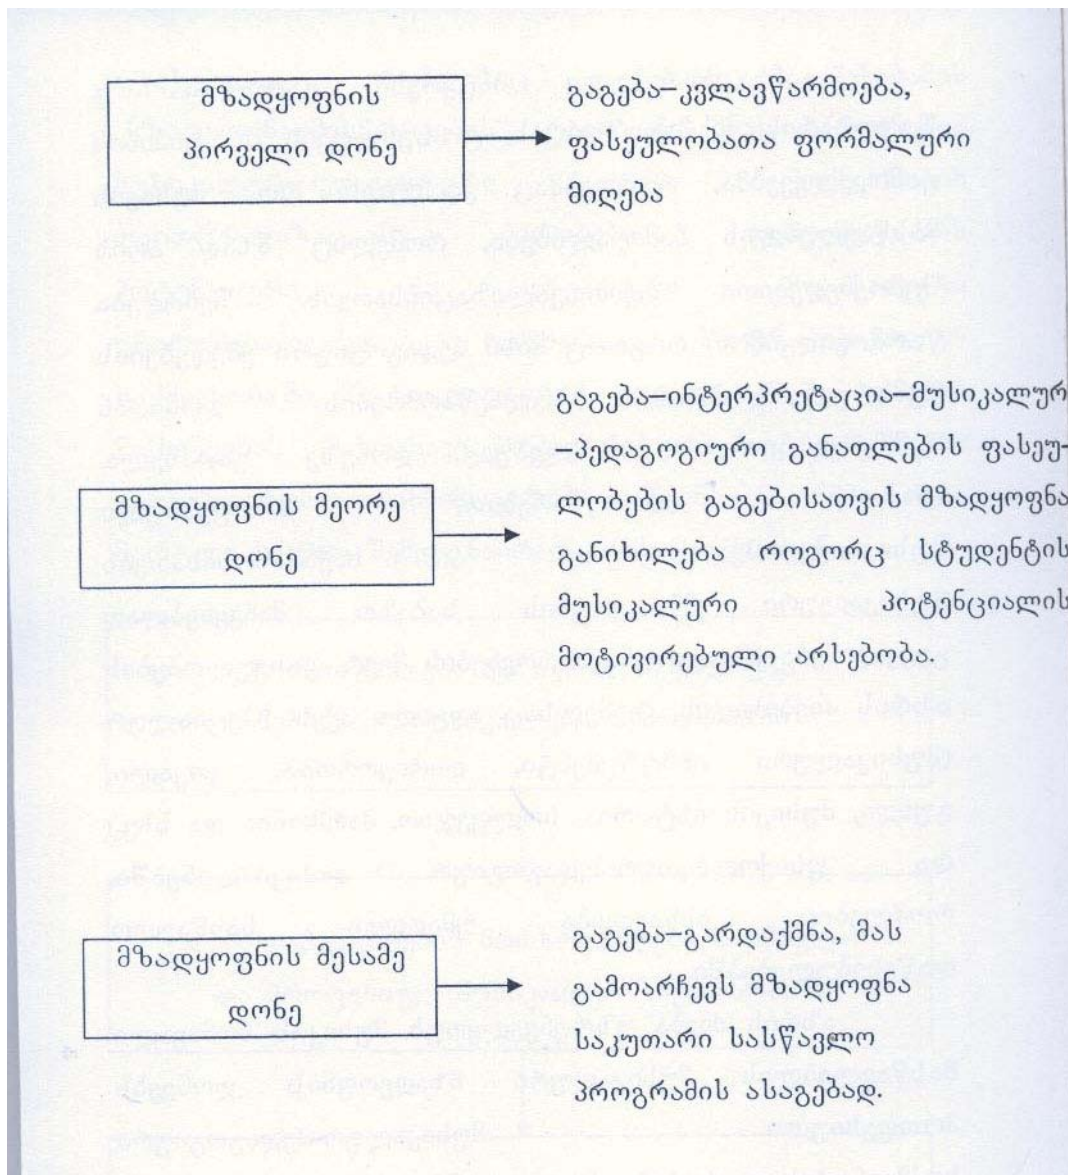 მზადყოფნის
პირველი დონე
გაგება–კვლავწარმოება,
ფასეულობათა ფორმალური
მიღება
მზადყოფნის მეორე
დონე
გაგება–ინტერპრეტაცია–მუსიკალურ
–პედაგოგიური განათლების ფასეუ-
ლობების გაგებისათვის მზადყოფნა
განიხილება როგორც სტუდენტის
მუსიკალური პოტენციალის
მოტივირებული არსებობა.
მზადყოფნის მესამე
დონე
გაგება–გარდაქმნა, მას
გამოარჩევს მზადყოფნა
საკუთარი სასწავლო
პროგრამის ასაგებად.